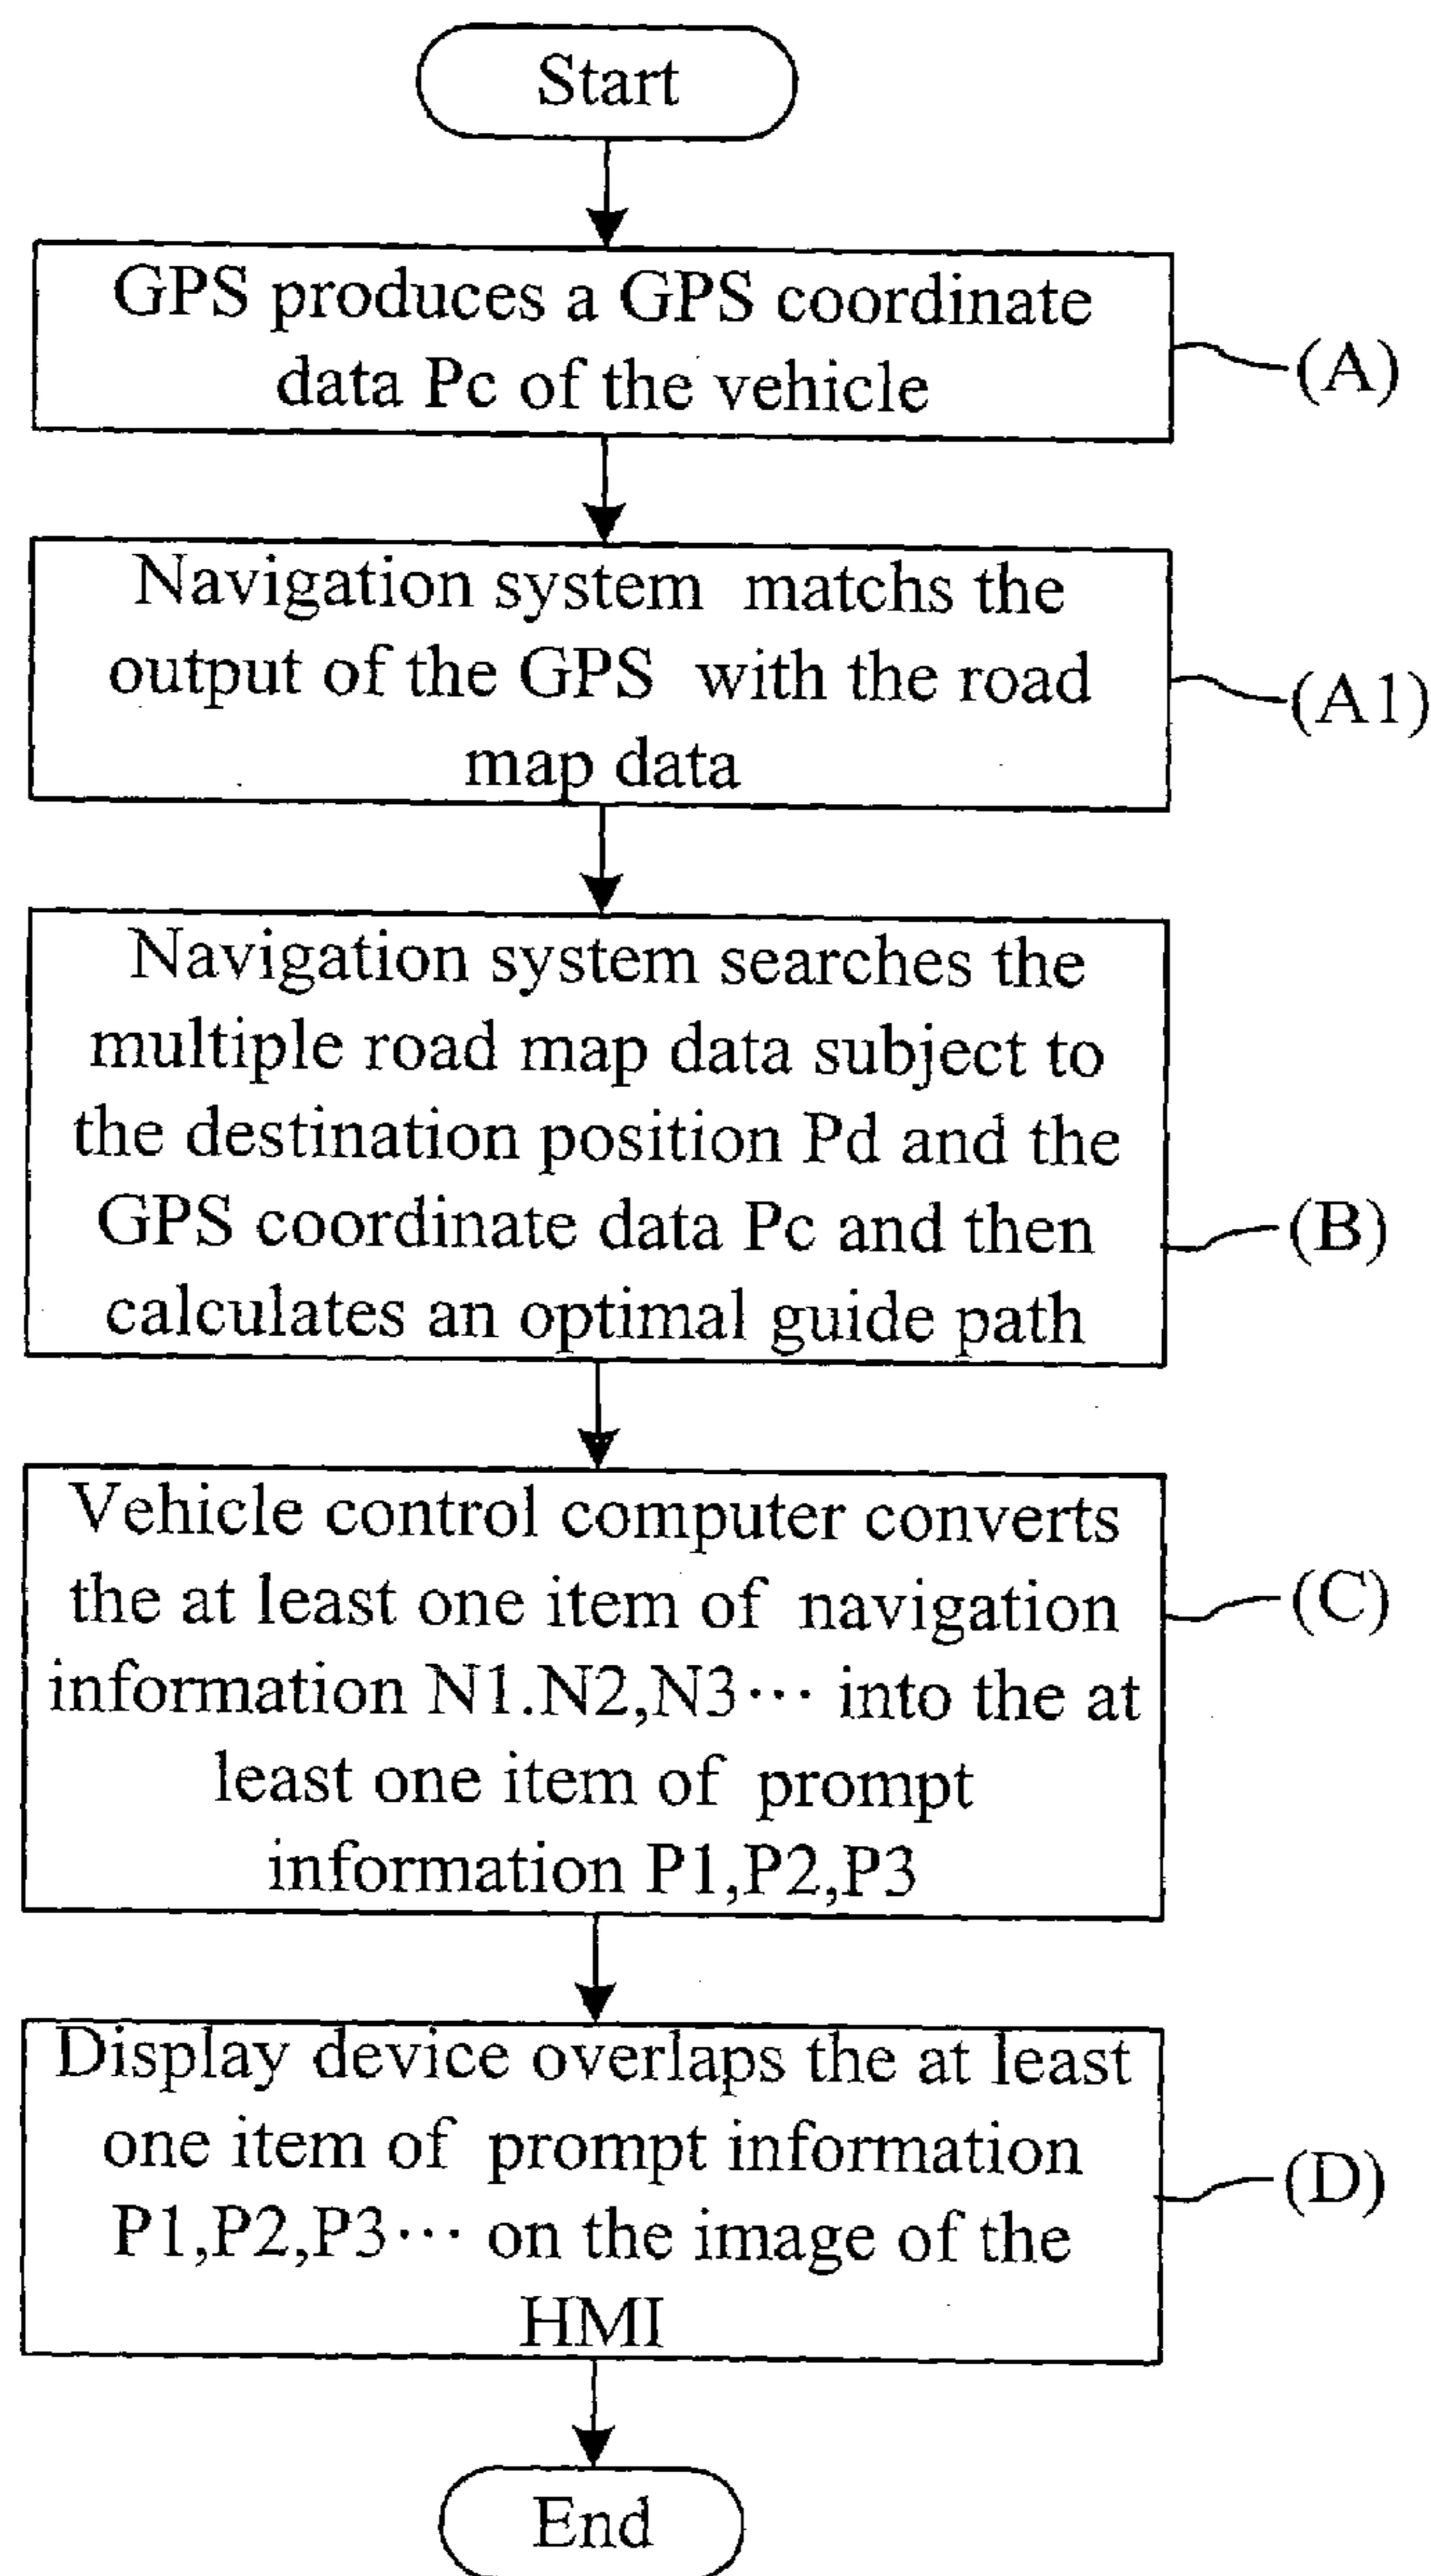 Start
GPS produces a GPS coordinate
data Pc of the vehicle
(A)
Navigation system matchs the
output of the GPS with the road
map data
(A1)
Navigation system searches the
multiple road map data subject to
the destination position Pd and the
GPS coordinate data Pc and then
calculates an optimal guide path
(B)
Vehicle control computer converts
the at least one item of navigation
information N1.N2,N3··· into the at
least one item of prompt
information P1,P2,P3
(C)
Display device overlaps the at least
one item of prompt information
P1,P2,P3··· on the image of the
HMI
(D)
End